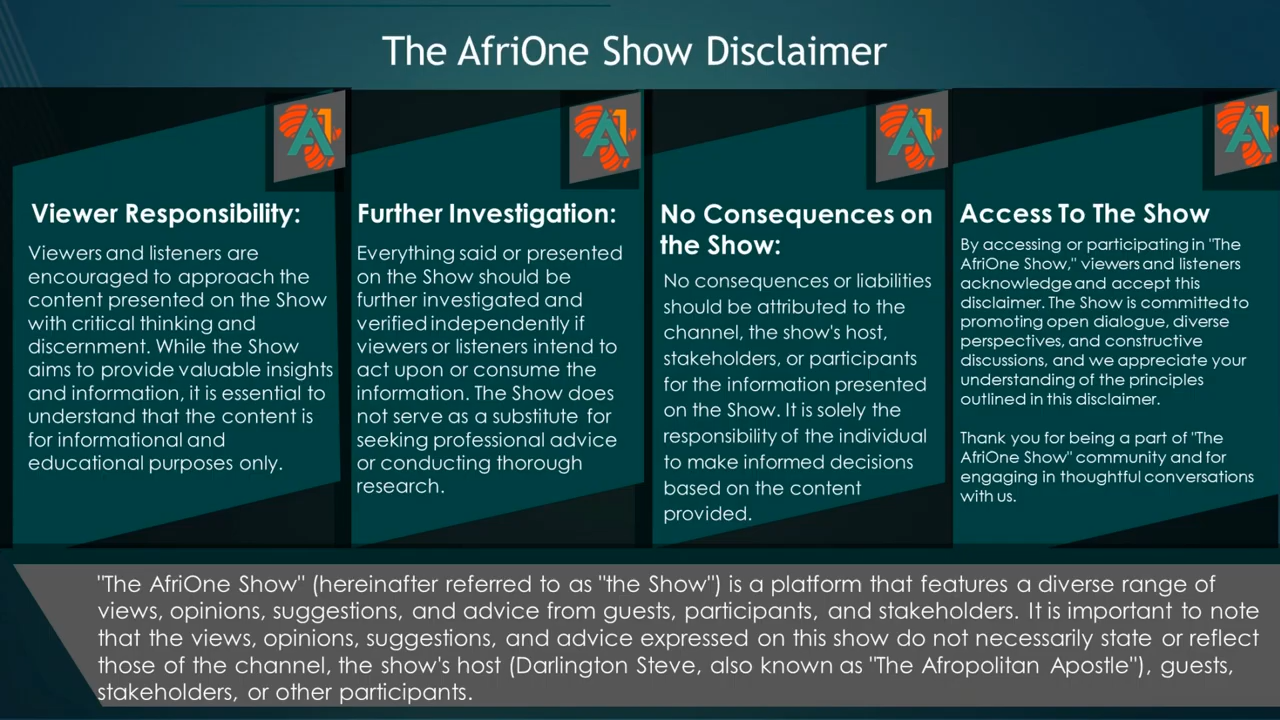 The AfriOne Show Disclaimer
A1
Viewer Responsibility:
Viewers and listeners are
encouraged to approach the
content presented on the Show
with critical thinking and
discernment. While the Show
aims to provide valuable insights
and information, it is essential to
understand that the content is
for informational and
educational purposes only.
A1
Further Investigation:
Everything said or presented
on the Show should be
further investigated and
verified independently if
viewers or listeners intend to
act upon or consume the
information. The Show does
not serve as a substitute for
seeking professional advice
or conducting thorough
research.
A1
No Consequences on
the Show:
No consequences or liabilities
should be attributed to the
channel, the show's host,
stakeholders, or participants
for the information presented
on the Show. It is solely the
responsibility of the individual
to make informed decisions
based on the content
provided.
A1
Access To The Show
By accessing or participating in "The
AfriOne Show," viewers and listeners
acknowledge and accept this
disclaimer. The Show is committed to
promoting open dialogue, diverse
perspectives, and constructive
discussions, and we appreciate your
understanding of the principles
outlined in this disclaimer.
Thank you for being a part of "The
AfriOne Show" community and for
engaging in thoughtful conversations
with us.
"The AfriOne Show" (hereinafter referred to as "the Show") is a platform that features a diverse range of
views, opinions, suggestions, and advice from guests, participants, and stakeholders. It is important to note
that the views, opinions, suggestions, and advice expressed on this show do not necessarily state or reflect
those of the channel, the show's host (Darlington Steve, also known as "The Afropolitan Apostle"), guests,
stakeholders, or other participants.